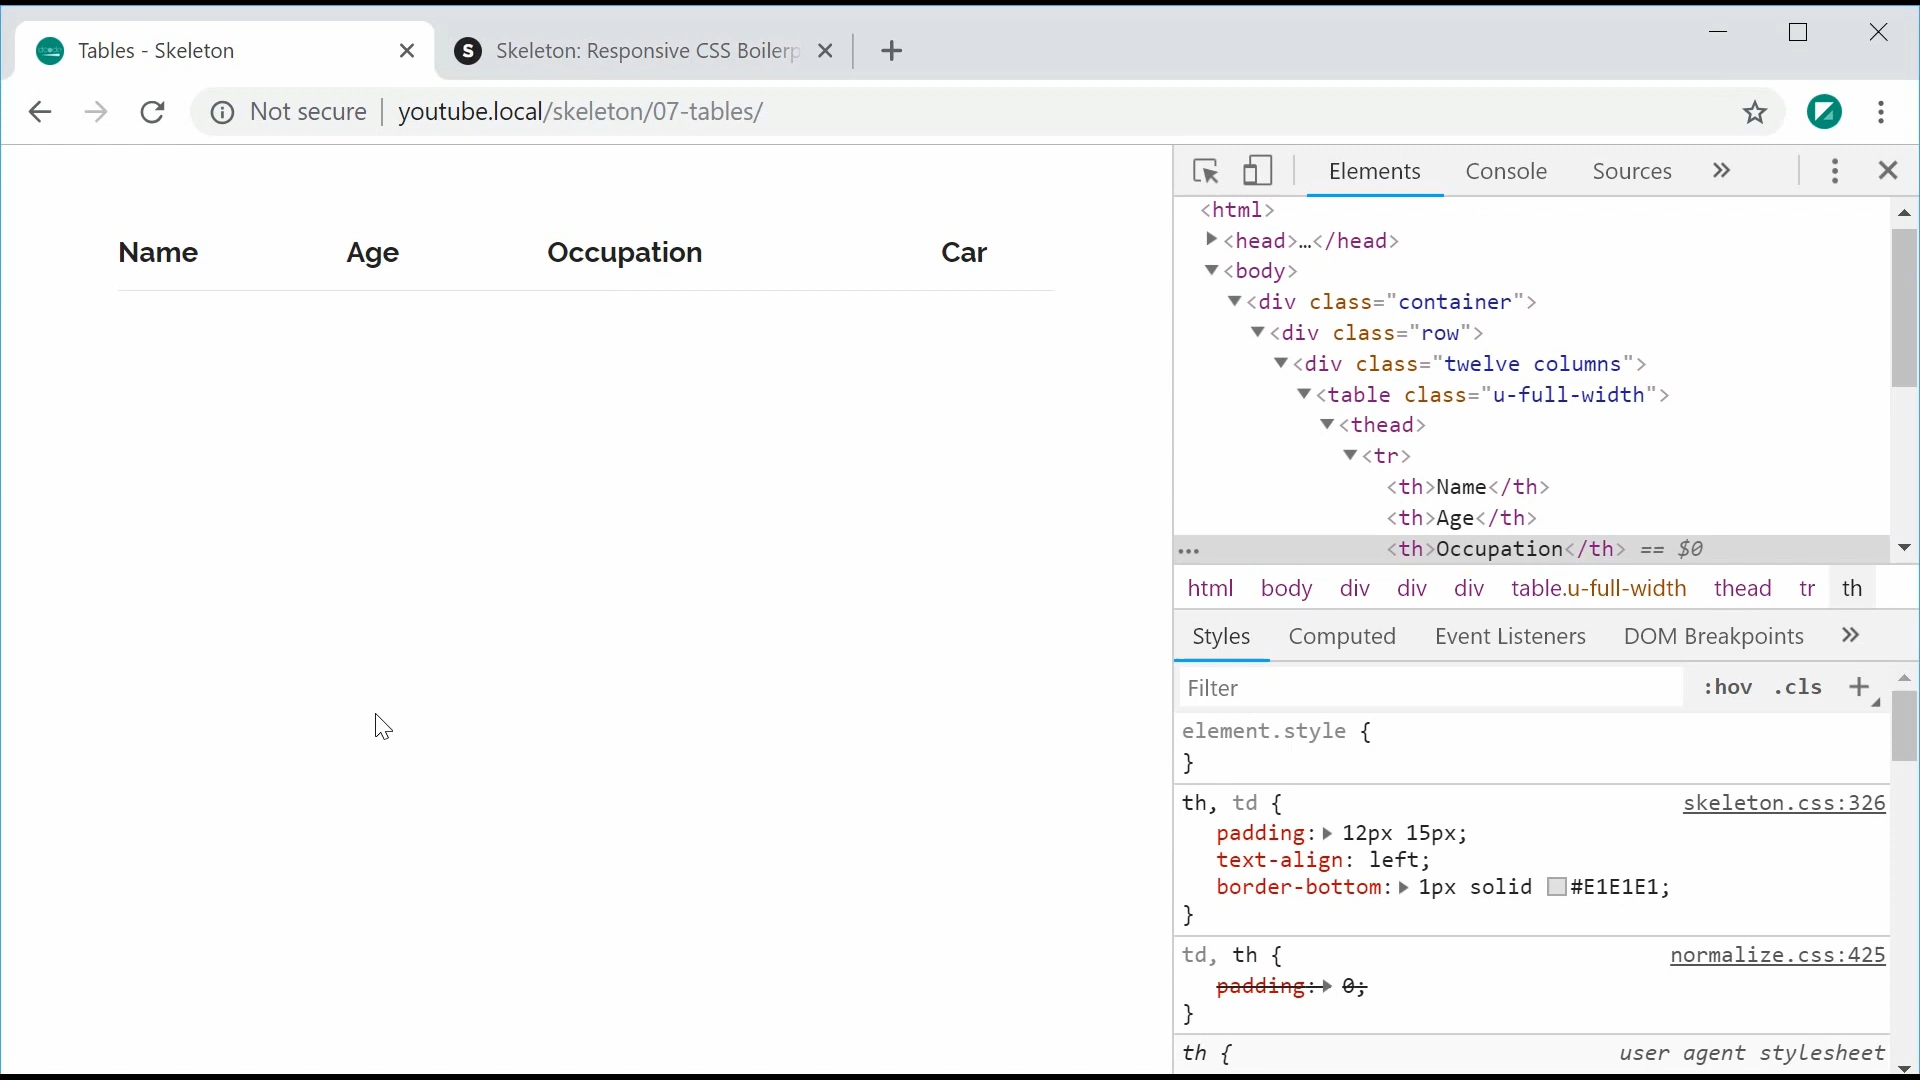 Tables - Skeleton
Skeleton: Responsive CSS Boilerp
Not secure | youtube.local/skeleton/07-tables/
Name Age Occupation Car
Elements Console Sources »
<html>
<head>…</head>
<body>
<div class="container">
<div class="row">
<div class="twelve columns">
<table class="u-full-width">
<thead>
<tr>
<th>Name</th>
<th>Age</th>
... <th>Occupation</th> == $0
html body div div div table.u-full-width thead tr th
Styles Computed Event Listeners DOM Breakpoints »
Filter :hov .cls +
element.style {
}
th, td { skeleton.css:326
padding: 12px 15px;
text-align: left;
border-bottom: 1px solid #E1E1E1;
}
td, th { normalize.css:425
padding: 0;
}
th { user agent stylesheet